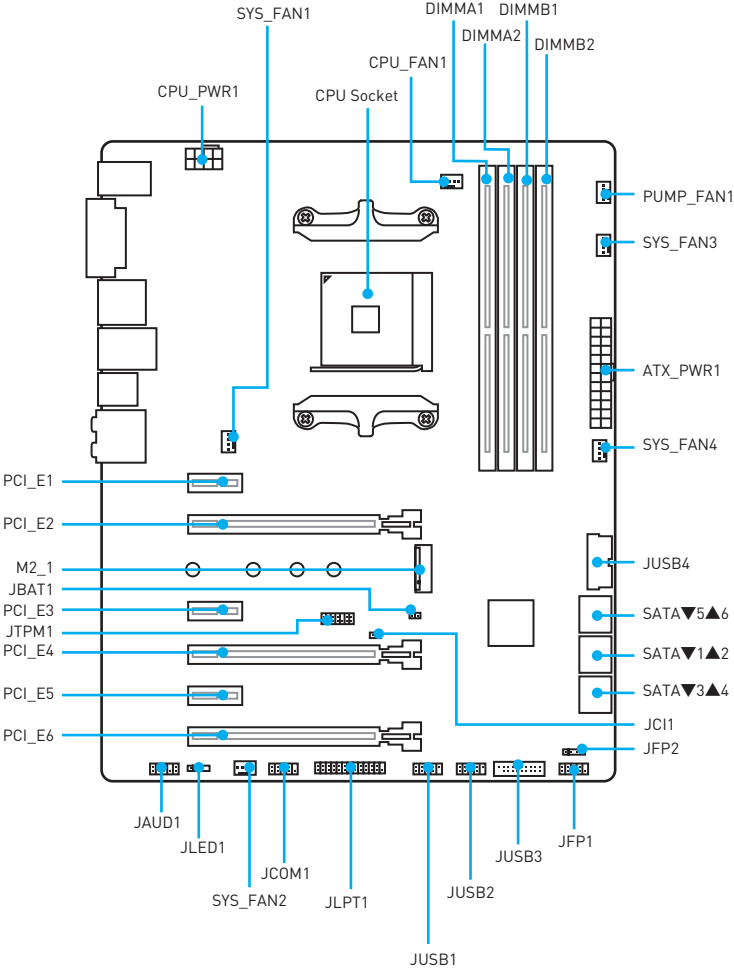 SYS_FAN1
DIMMA1
DIMMB1
DIMMA2
DIMMB2
CPU_FAN1
CPU_PWR1
CPU Socket
PUMP_FAN1
SYS_FAN3
ATX_PWR1
SYS_FAN4
PCI_E1
PCI_E2
M2_1
JUSB4
JBAT1
PCI_E3
SATA▼5▲6
JTPM1
PCI_E4
SATA▼1▲2
PCI_E5
SATA▼3▲4
JCI1
PCI_E6
JFP2
JAUD1
JLED1
JFP1
JUSB3
JCOM1
JUSB2
SYS_FAN2
JLPT1
JUSB1